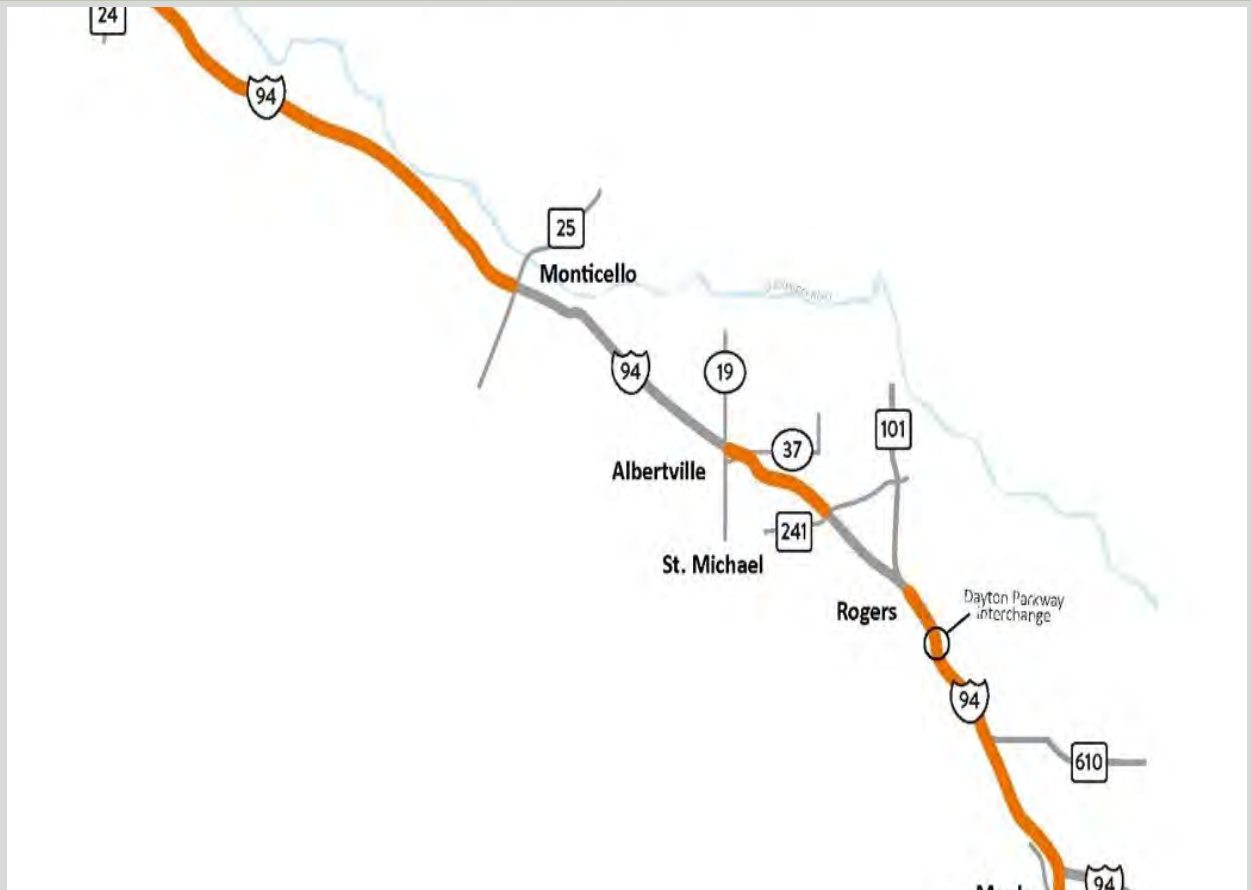 24
94
25
Monticello
94
19
101
37
Albertville
241
St. Michael
Dayton Parkway
Interchange
Rogers
94
610
94